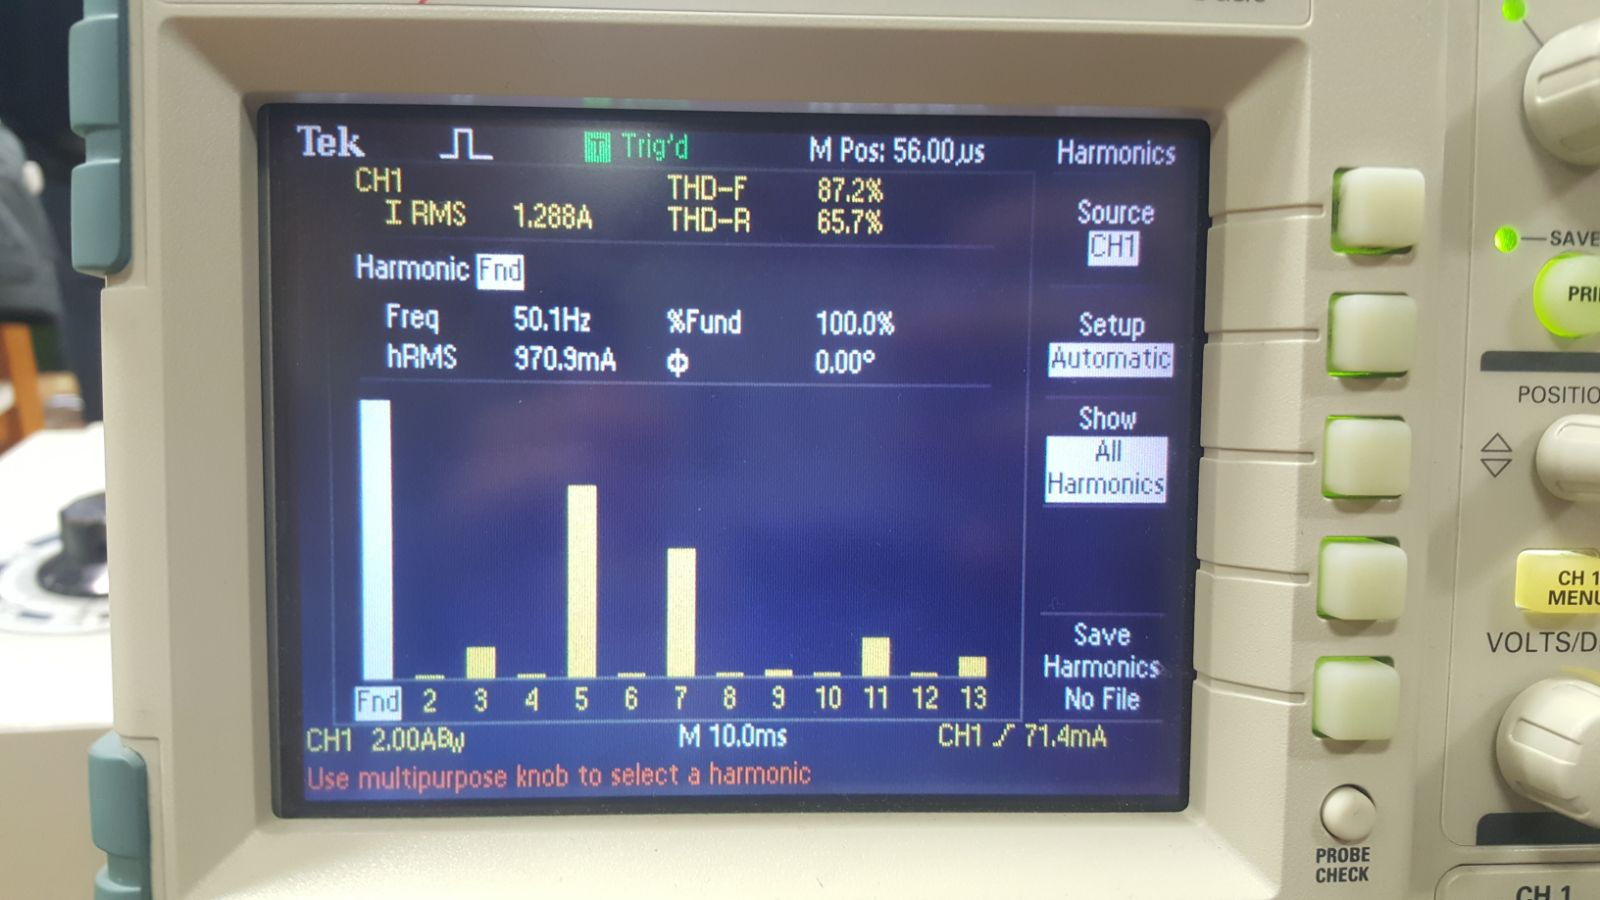 Tek Trig'd M Pos: 56.00µs Harmonics
CH1 THD-F 87.2%
I RMS 1.288A THD-R 65.7%
Source
CH1
Harmonic Fnd
Freq 50.1Hz %Fund 100.0%
hRMS 970.9mA ϕ 0.00°
Setup
Automatic
Show
All
Harmonics
Save
Harmonics
No File
Fnd 2 3 4 5 6 7 8 9 10 11 12 13
CH1 2.00ABw M 10.0ms CH1 71.4mA
Use multipurpose knob to select a harmonic
SAVE
PRI
POSITIO
CH 1
MENU
VOLTS/D
PROBE
CHECK
CH 1